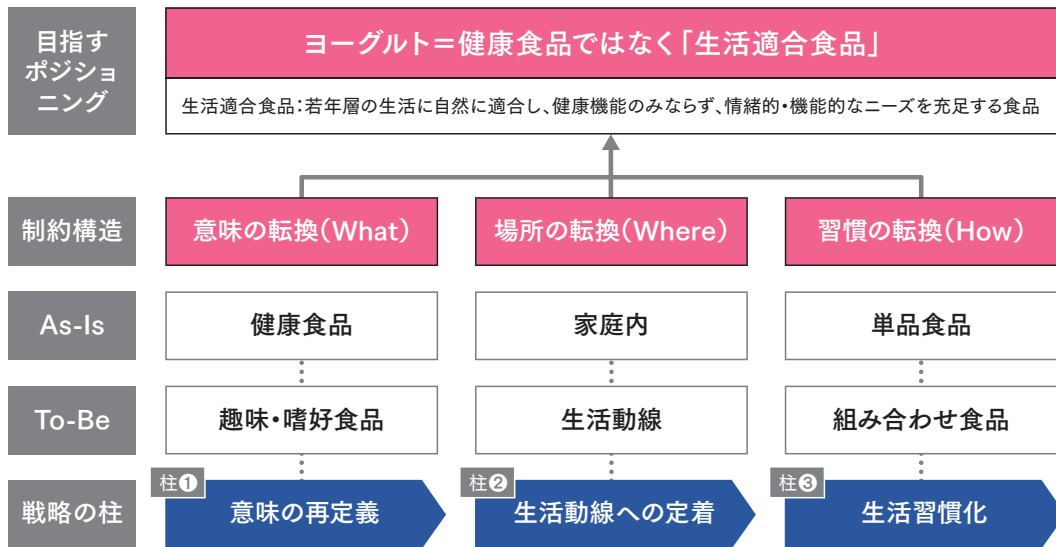 目指す
ポジショ
ニング
ヨーグルト＝健康食品ではなく「生活適合食品」
生活適合食品：若年層の生活に自然に適合し、健康機能のみならず、情緒的・機能的なニーズを充足する食品
制約構造
意味の転換（What）
場所の転換（Where）
習慣の転換（How）
As-Is
健康食品
家庭内
単品食品
To-Be
趣味・嗜好食品
生活動線
組み合わせ食品
戦略の柱
柱❶
意味の再定義
柱❷
生活動線への定着
柱❸
生活習慣化